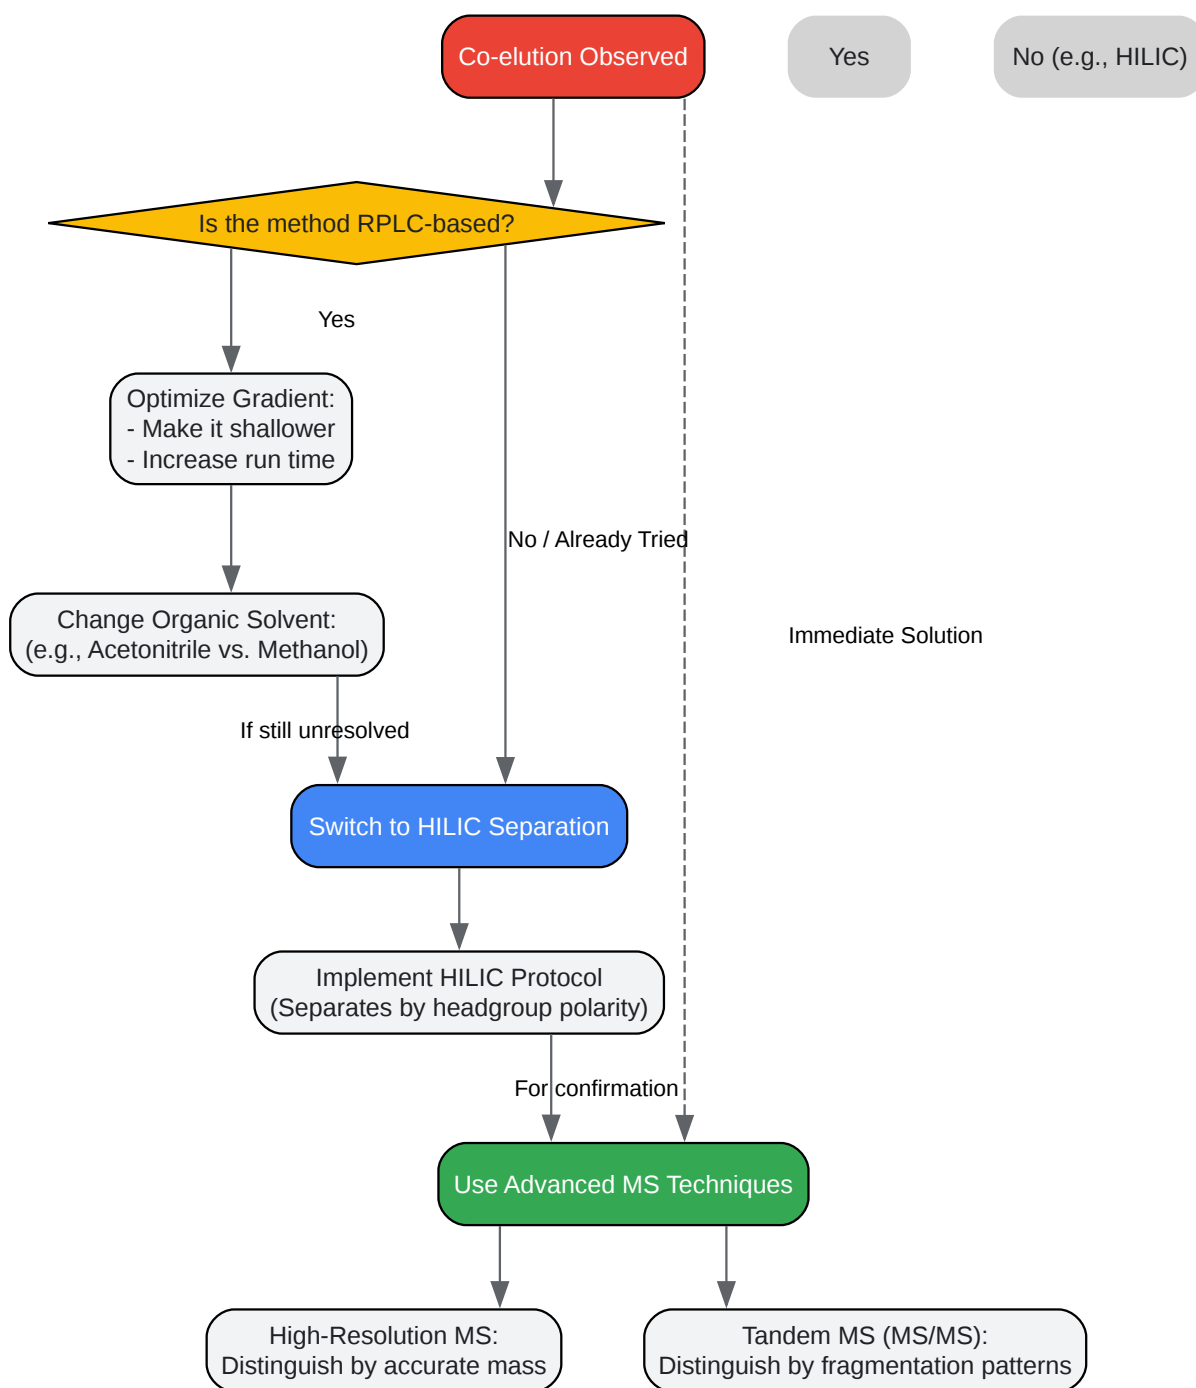 Co-elution Observed
Yes
No (e.g., HILIC)
Is the method RPLC-based?
Yes
Optimize Gradient:
- Make it shallower
- Increase run time
No / Already Tried
Change Organic Solvent:
(e.g., Acetonitrile vs. Methanol)
Immediate Solution
If still unresolved
Switch to HILIC Separation
Implement HILIC Protocol
(Separates by headgroup polarity)
For confirmation
Use Advanced MS Techniques
High-Resolution MS:
Distinguish by accurate mass
Tandem MS (MS/MS):
Distinguish by fragmentation patterns